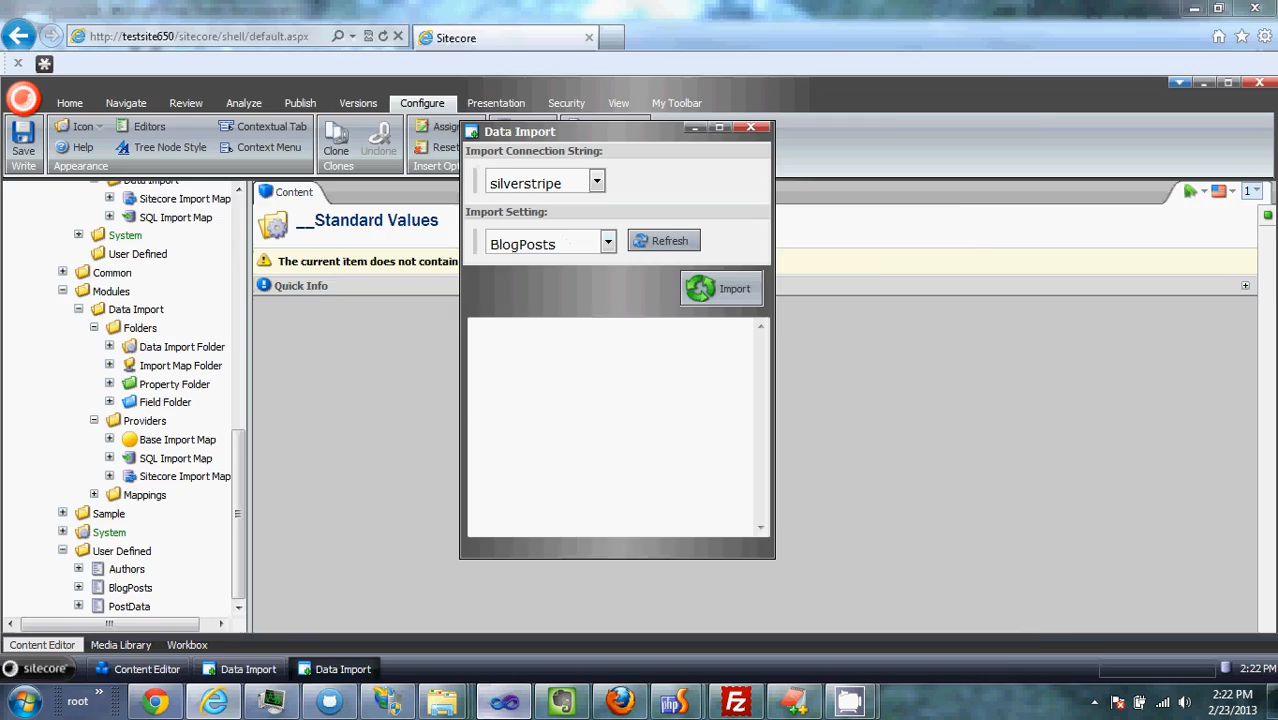 http://testsite650/sitecore/shell/default.aspx
Sitecore
Home Navigate Review Analyze Publish Versions Configure Presentation Security View My Toolbar
Save
Write
Icon
Editors
Contextual Tab
Help
Tree Node Style
Context Menu
Appearance
Clone
Undone
Clones
Assig
Reset
Insert Opt
Data Import
Import Connection String:
silverstripe
Import Setting:
BlogPosts
Refresh
Import
Sitecore Import Map
SQL Import Map
System
User Defined
Common
Modules
Data Import
Folders
Data Import Folder
Import Map Folder
Property Folder
Field Folder
Providers
Base Import Map
SQL Import Map
Sitecore Import Map
Mappings
Sample
System
User Defined
Authors
BlogPosts
PostData
Content
1
__Standard Values
The current item does not contain
Quick Info
Content Editor Media Library Workbox
sitecore Content Editor Data Import Data Import 2:22 PM
root
2:22 PM
2/23/2013